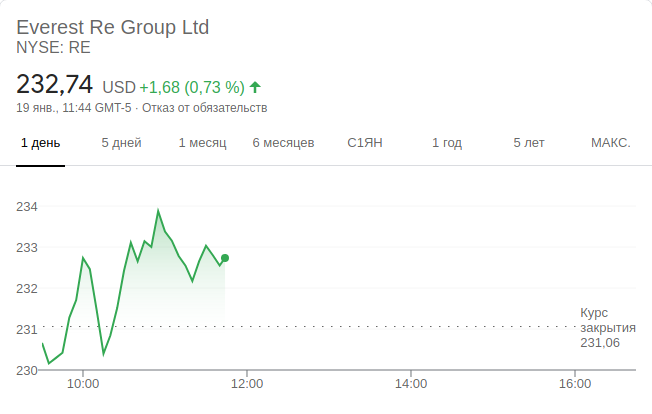 Everest Re Group Ltd
NYSE: RE
232,74 USD +1,68 (0,73 %)
19 янв., 11:44 GMT-5 · Отказ от обязательств
1 день 5 дней 1 месяц 6 месяцев С1ЯН 1 год 5 лет МАКС.
234
233
232
231
230
Курс
закрытия
231,06
10:00 12:00 14:00 16:00